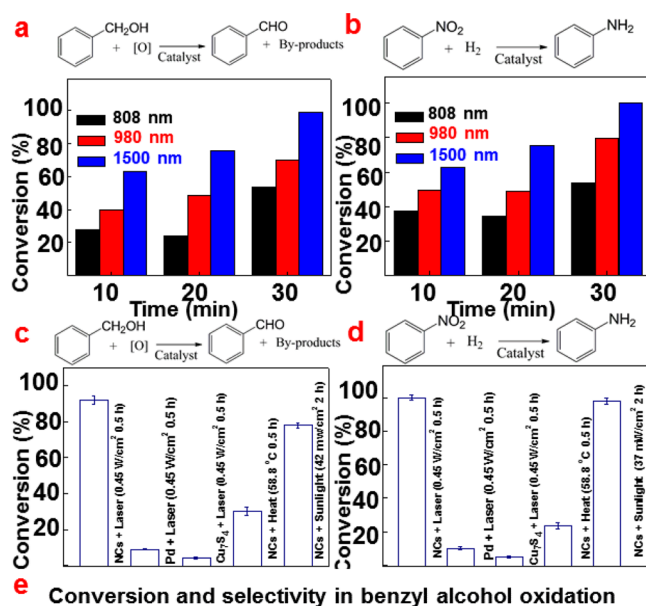 a
CH₂OH
+ [O] Catalyst CHO + By-products
Conversion (%)
100
80
60
40
20
808 nm
980 nm
1500 nm
10 20 30
Time (min)
b
NO₂
+ H₂ Catalyst NH₂
Conversion (%)
100
80
60
40
20
808 nm
980 nm
1500 nm
10 20 30
Time (min)
c
CH₂OH
+ [O] Catalyst CHO + By-products
Conversion (%)
100
80
60
40
20
NCs + Laser (0.45 W/cm² 0.5 h)
Pd + Laser (0.45 W/cm² 0.5 h)
Cu₇S₄ + Laser (0.45 W/cm² 0.5 h)
NCs + Heat (58.8 °C 0.5 h)
NCs + Sunlight (42 mw/cm² 2 h)
d
NO₂
+ H₂ Catalyst NH₂
Conversion (%)
100
80
60
40
20
NCs + Laser (0.45 W/cm² 0.5 h)
Pd + Laser (0.45 W/cm² 0.5 h)
Cu₇S₄ + Laser (0.45 W/cm² 0.5 h)
NCs + Heat (58.8 °C 0.5 h)
NCs + Sunlight (37 mW/cm² 2 h)
e Conversion and selectivity in benzyl alcohol oxidation